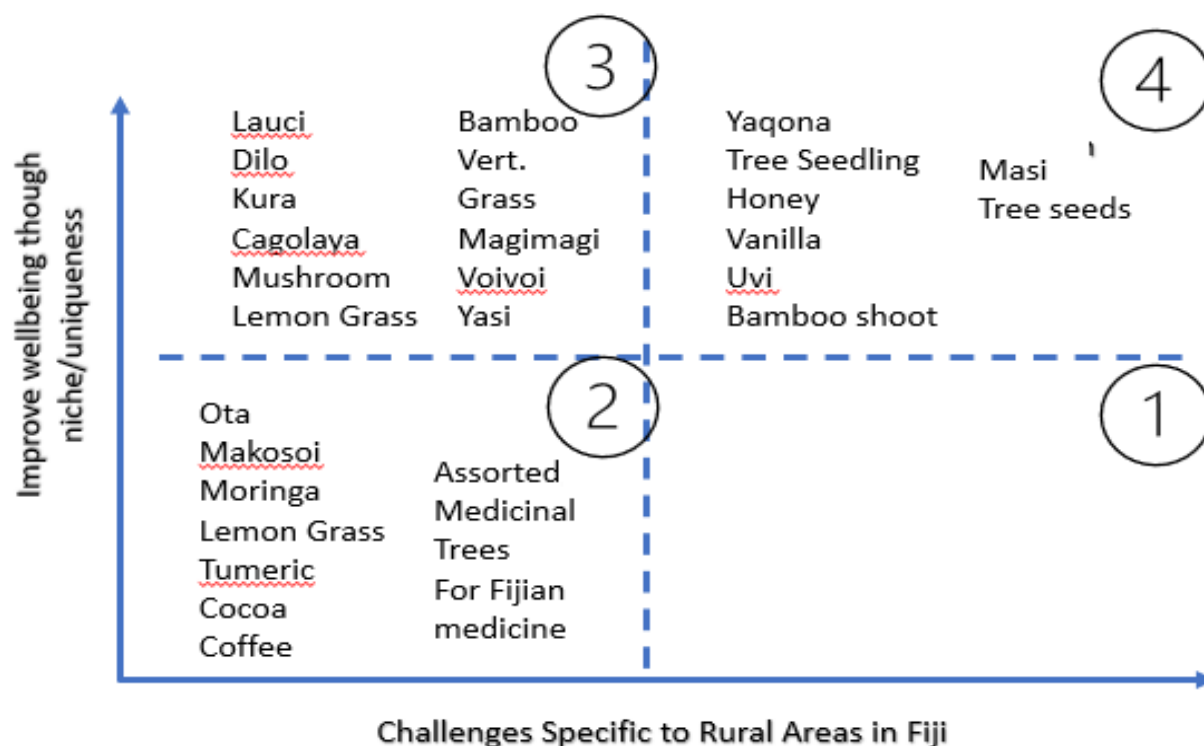 Improve wellbeing though
niche/uniqueness
3
Lauci
Dilo
Kura
Cagolaya
Mushroom
Lemon Grass
Bamboo
Vert.
Grass
Magimagi
Voivoi
Yasi
4
Yaqona
Tree Seedling
Honey
Vanilla
Uvi
Bamboo shoot
Masi
Tree seeds
2
Ota
Makosoi
Moringa
Lemon Grass
Tumeric
Cocoa
Coffee
Assorted
Medicinal
Trees
For Fijian
medicine
1
Challenges Specific to Rural Areas in Fiji